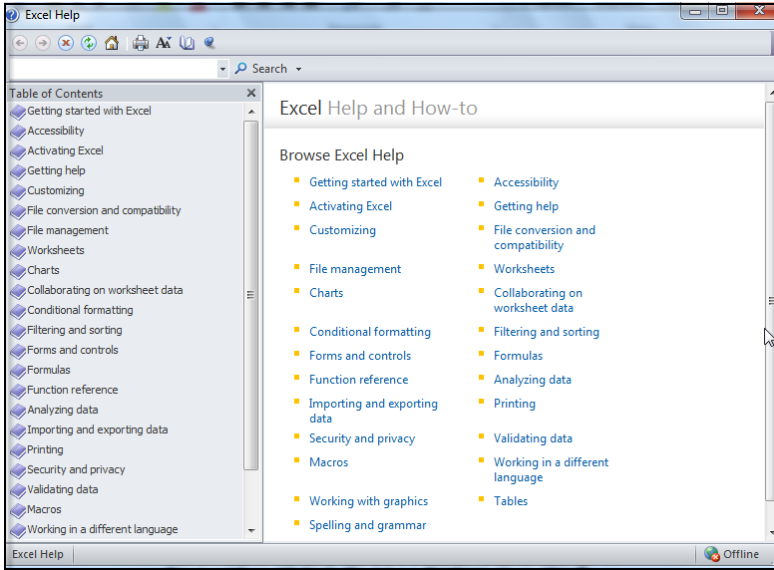 Excel Help
Search
Table of Contents
Getting started with Excel
Accessibility
Activating Excel
Getting help
Customizing
File conversion and compatibility
File management
Worksheets
Charts
Collaborating on worksheet data
Conditional formatting
Filtering and sorting
Forms and controls
Formulas
Function reference
Analyzing data
Importing and exporting data
Printing
Security and privacy
Validating data
Macros
Working in a different language
Excel Help and How-to
Browse Excel Help
Getting started with Excel
Accessibility
Activating Excel
Getting help
Customizing
File conversion and
compatibility
File management
Worksheets
Charts
Collaborating on
worksheet data
Conditional formatting
Filtering and sorting
Forms and controls
Formulas
Function reference
Analyzing data
Importing and exporting
data
Printing
Security and privacy
Validating data
Macros
Working in a different
language
Working with graphics
Tables
Spelling and grammar
Excel Help
Offline